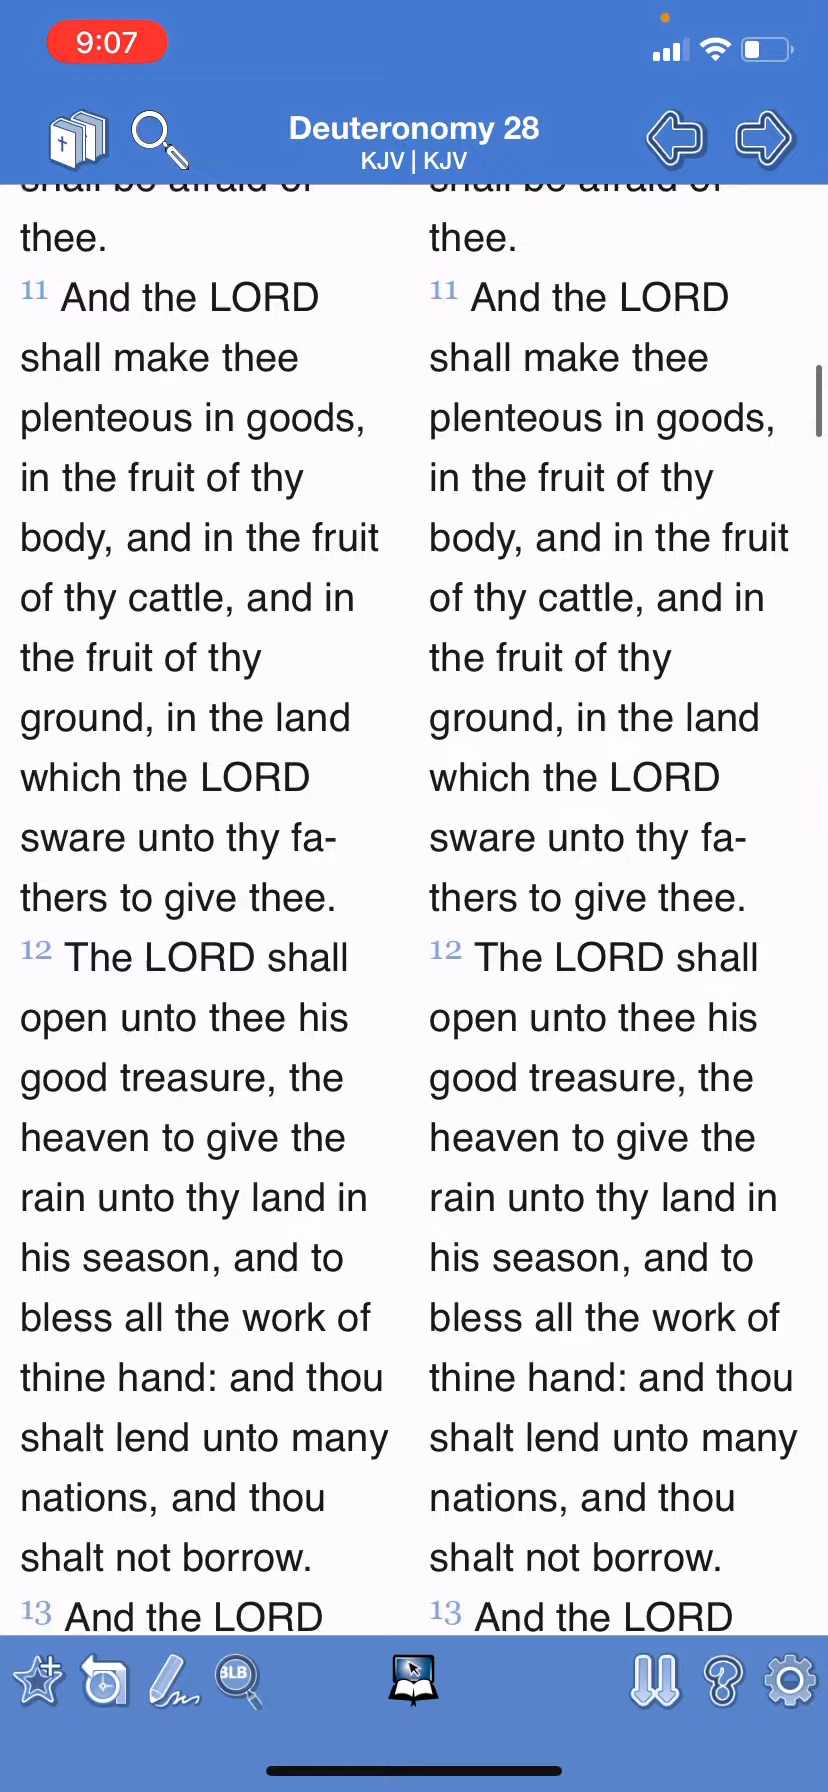 9:07
Deuteronomy 28
KJV | KJV
shall be afraid of
thee.
11 And the LORD
shall make thee
plenteous in goods,
in the fruit of thy
body, and in the fruit
of thy cattle, and in
the fruit of thy
ground, in the land
which the LORD
sware unto thy fa-
thers to give thee.
12 The LORD shall
open unto thee his
good treasure, the
heaven to give the
rain unto thy land in
his season, and to
bless all the work of
thine hand: and thou
shalt lend unto many
nations, and thou
shalt not borrow.
13 And the LORD
shall be afraid of
thee.
11 And the LORD
shall make thee
plenteous in goods,
in the fruit of thy
body, and in the fruit
of thy cattle, and in
the fruit of thy
ground, in the land
which the LORD
sware unto thy fa-
thers to give thee.
12 The LORD shall
open unto thee his
good treasure, the
heaven to give the
rain unto thy land in
his season, and to
bless all the work of
thine hand: and thou
shalt lend unto many
nations, and thou
shalt not borrow.
13 And the LORD
BLB